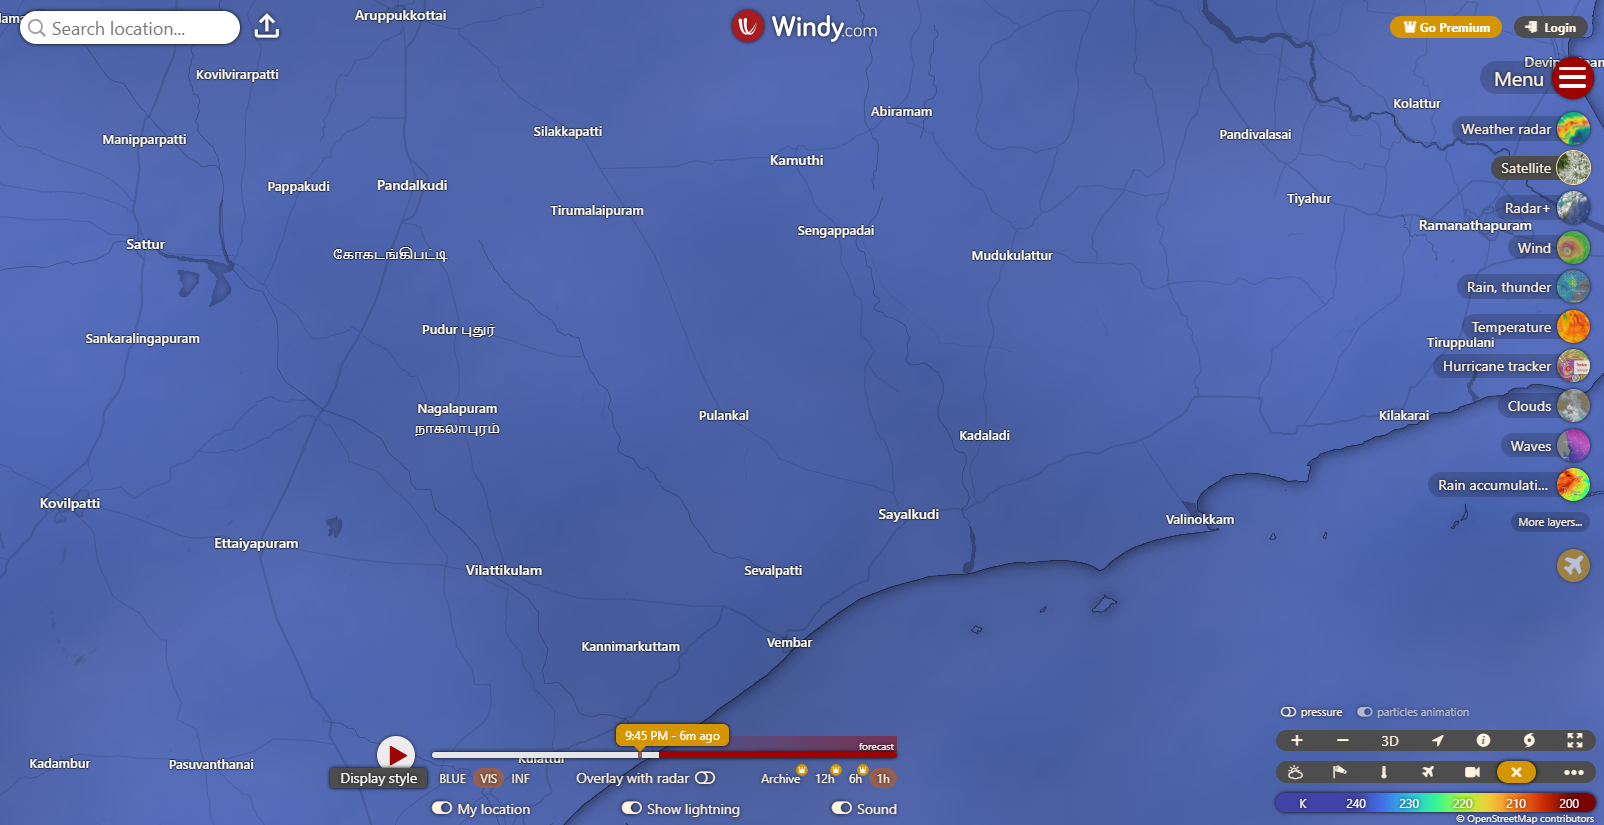 Search location...
Aruppukkottai
Windy.com
Go Premium
Login
Menu
Kovilvirarpatti
Kolattur
Abiramam
Weather radar
Silakkapatti
Pandivalasai
Manipparpatti
Kamuthi
Satellite
Pappakudi
Pandalkudi
Tiyahur
Radar+
Tirumalaipuram
Ramanathapuram
Sengappadai
Sattur
Wind
கோகடங்கிபட்டி
Mudukulattur
Rain, thunder
Temperature
Pudur புதுர்
Sankaralingapuram
Tiruppulani
Hurricane tracker
Nagalapuram
நாகலாபுரம்
Clouds
Pulankal
Kilakarai
Kadaladi
Waves
Rain accumulati...
Kovilpatti
Sayalkudi
Valinokkam
More layers...
Ettaiyapuram
Vilattikulam
Sevalpatti
Kannimarkuttam
Vembar
pressure
particles animation
9:45 PM - 6m ago
forecast
3D
Kadambur
Pasuvanthanai
Kulattur
Display style
BLUE VIS INF
Overlay with radar
Archive 12h 6h 1h
My location
Show lightning
Sound
K 240 230 220 210 200
© OpenStreetMap contributors